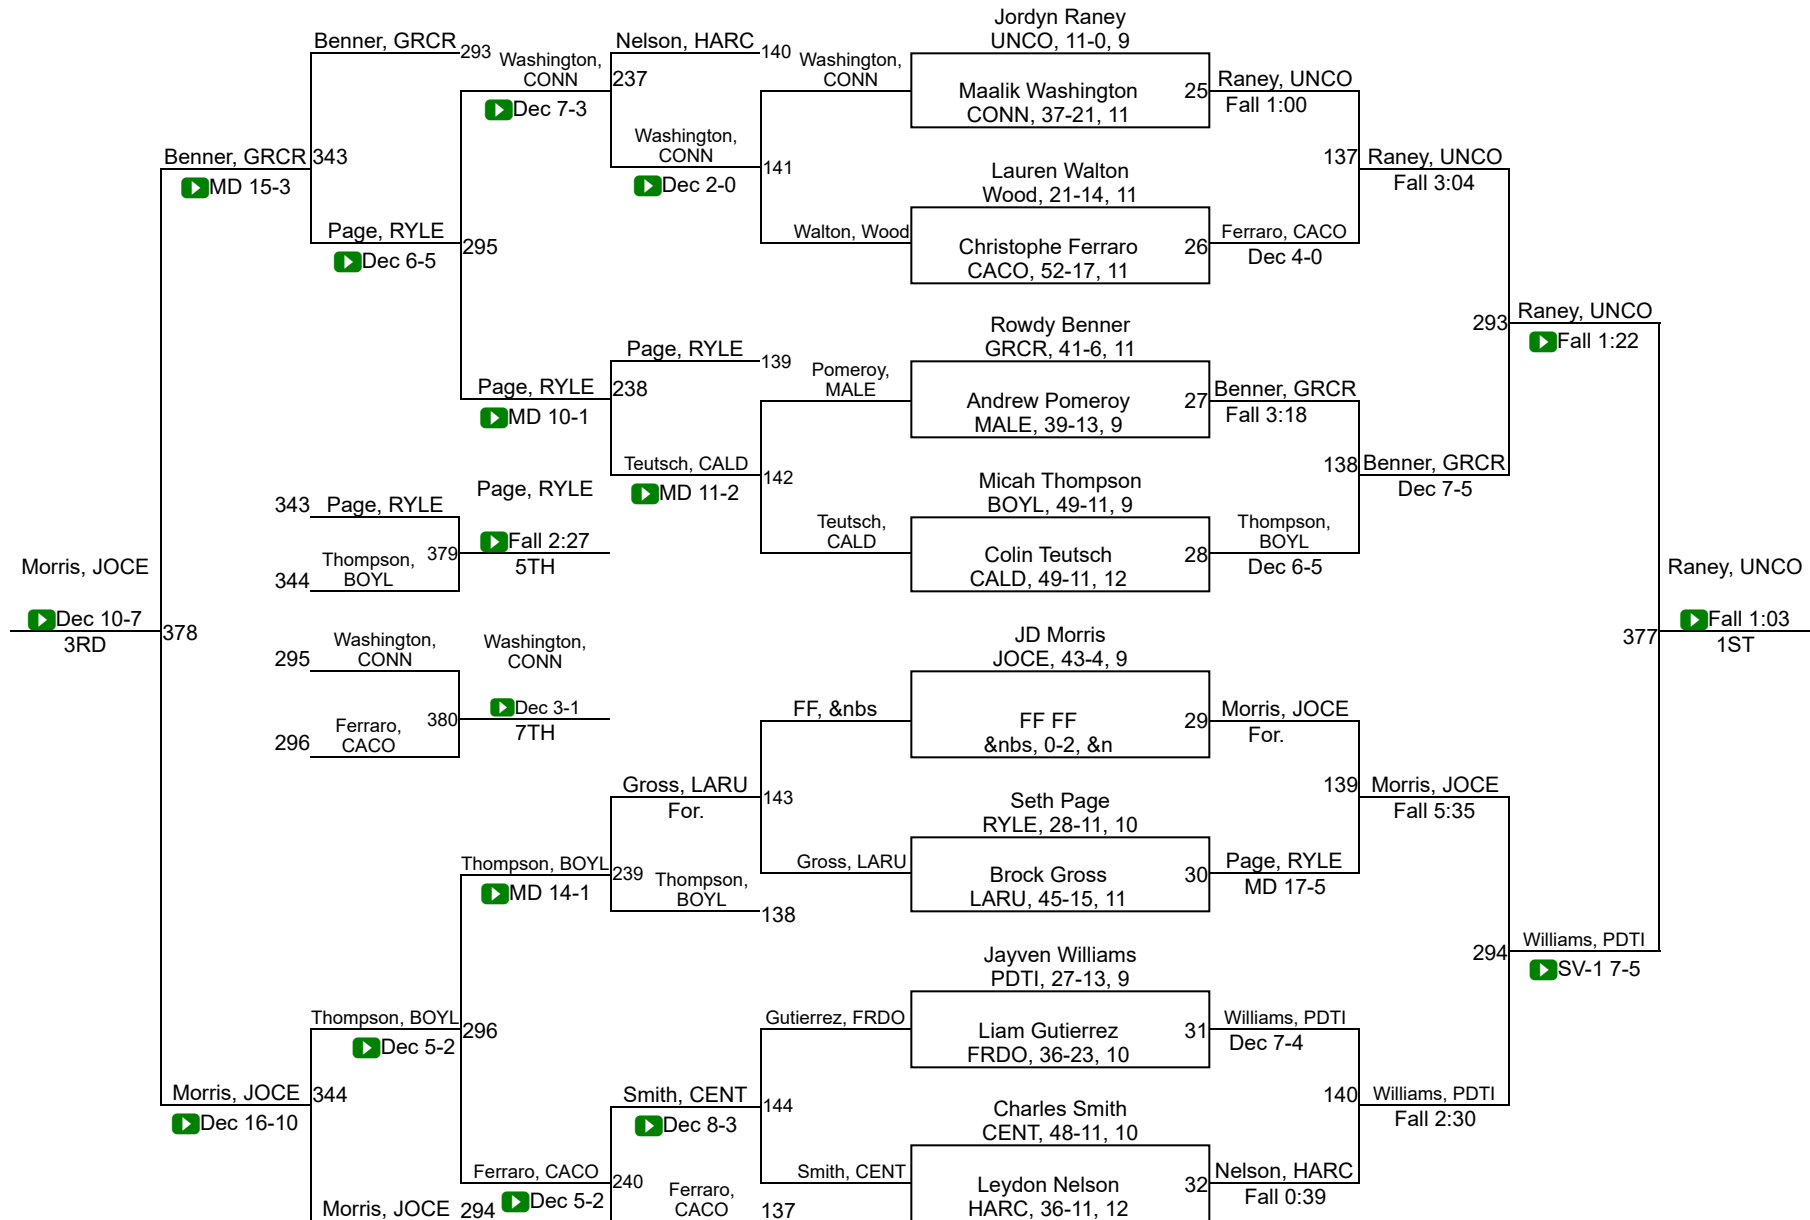 Jordyn Raney
UNCO, 11-0, 9
Benner, GRCR
293
Nelson, HARC
140
Washington,
CONN
237
Washington,
CONN
Dec 7-3
Maalik Washington
CONN, 37-21, 11
25
Raney, UNCO
Fall 1:00
Washington,
CONN
141
Dec 2-0
Benner, GRCR
343
MD 15-3
Lauren Walton
Wood, 21-14, 11
137
Raney, UNCO
Fall 3:04
Page, RYLE
295
Dec 6-5
Walton, Wood
Christophe Ferraro
CACO, 52-17, 11
26
Ferraro, CACO
Dec 4-0
293
Raney, UNCO
Fall 1:22
Rowdy Benner
GRCR, 41-6, 11
Page, RYLE
139
Pomeroy,
MALE
Page, RYLE
238
MD 10-1
Andrew Pomeroy
MALE, 39-13, 9
27
Benner, GRCR
Fall 3:18
Teutsch, CALD
142
MD 11-2
Micah Thompson
BOYL, 49-11, 9
138
Benner, GRCR
Dec 7-5
343
Page, RYLE
Page, RYLE
379
Fall 2:27
5TH
344
Thompson,
BOYL
Teutsch,
CALD
Colin Teutsch
CALD, 49-11, 12
28
Thompson,
BOYL
Dec 6-5
Morris, JOCE
Dec 10-7
3RD
378
Raney, UNCO
377
Fall 1:03
1ST
JD Morris
JOCE, 43-4, 9
295
Washington,
CONN
Washington,
CONN
380
Dec 3-1
7TH
296
Ferraro,
CACO
FF, &nbs
FF FF
&nbs, 0-2, &n
29
Morris, JOCE
For.
Gross, LARU
143
For.
Seth Page
RYLE, 28-11, 10
139
Morris, JOCE
Fall 5:35
Thompson, BOYL
239
MD 14-1
Thompson,
BOYL
138
Gross, LARU
Brock Gross
LARU, 45-15, 11
30
Page, RYLE
MD 17-5
294
Williams, PDTI
SV-1 7-5
Jayven Williams
PDTI, 27-13, 9
Thompson, BOYL
296
Dec 5-2
Gutierrez, FRDO
Liam Gutierrez
FRDO, 36-23, 10
31
Williams, PDTI
Dec 7-4
Morris, JOCE
344
Dec 16-10
Smith, CENT
144
Dec 8-3
Charles Smith
CENT, 48-11, 10
140
Williams, PDTI
Fall 2:30
Ferraro, CACO
240
Dec 5-2
Smith, CENT
Leydon Nelson
HARC, 36-11, 12
32
Nelson, HARC
Fall 0:39
Morris, JOCE
294
Ferraro,
CACO
137